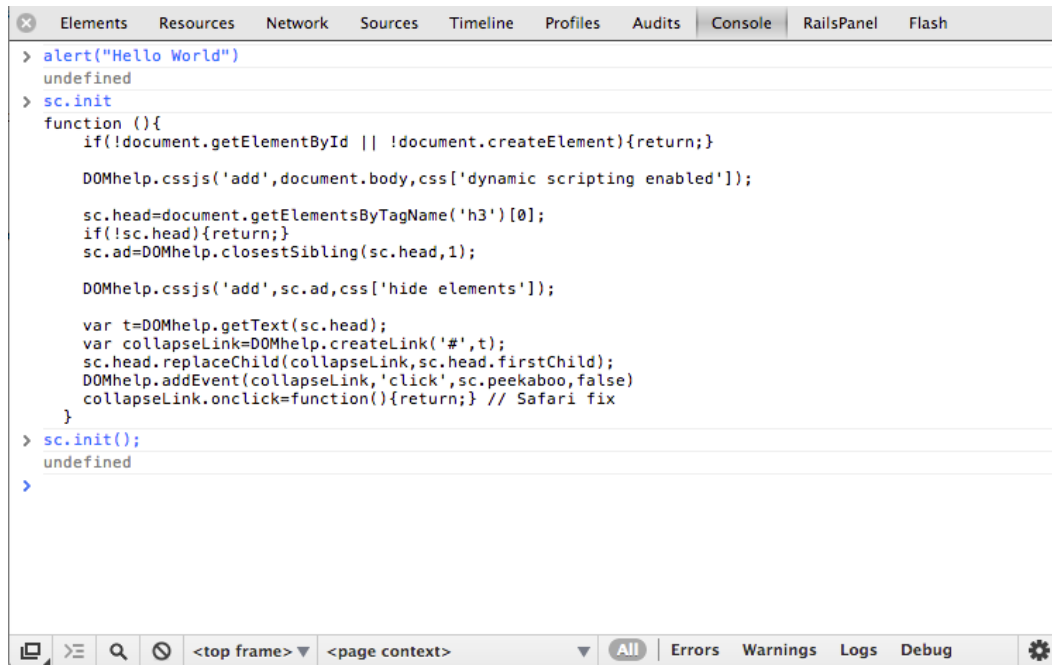 Elements Resources Network Sources Timeline Profiles Audits Console RailsPanel Flash
> alert("Hello World")
undefined
> sc.init
function (){
if(!document.getElementById || !document.createElement){return;}
DOMhelp.cssjs('add',document.body,css['dynamic scripting enabled']);
sc.head=document.getElementsByTagName('h3')[0];
if(!sc.head){return;}
sc.ad=DOMhelp.closestSibling(sc.head,1);
DOMhelp.cssjs('add',sc.ad,css['hide elements']);
var t=DOMhelp.getText(sc.head);
var collapseLink=DOMhelp.createLink('#',t);
sc.head.replaceChild(collapseLink,sc.head.firstChild);
DOMhelp.addEvent(collapseLink,'click',sc.peekaboo,false)
collapseLink.onclick=function(){return;} // Safari fix
}
> sc.init();
undefined
>
<top frame> <page context> All Errors Warnings Logs Debug